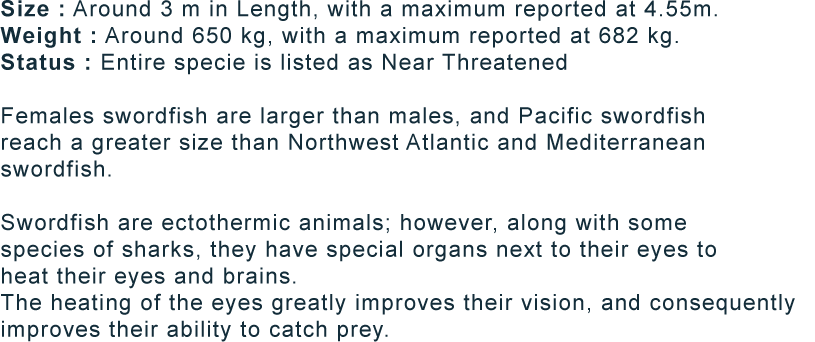 Size : Around 3 m in Length, with a maximum reported at 4.55m.
Weight : Around 650 kg, with a maximum reported at 682 kg.
Status : Entire specie is listed as Near Threatened
Females swordfish are larger than males, and Pacific swordfish
reach a greater size than Northwest Atlantic and Mediterranean
swordfish.
Swordfish are ectothermic animals; however, along with some
species of sharks, they have special organs next to their eyes to
heat their eyes and brains.
The heating of the eyes greatly improves their vision, and consequently
improves their ability to catch prey.